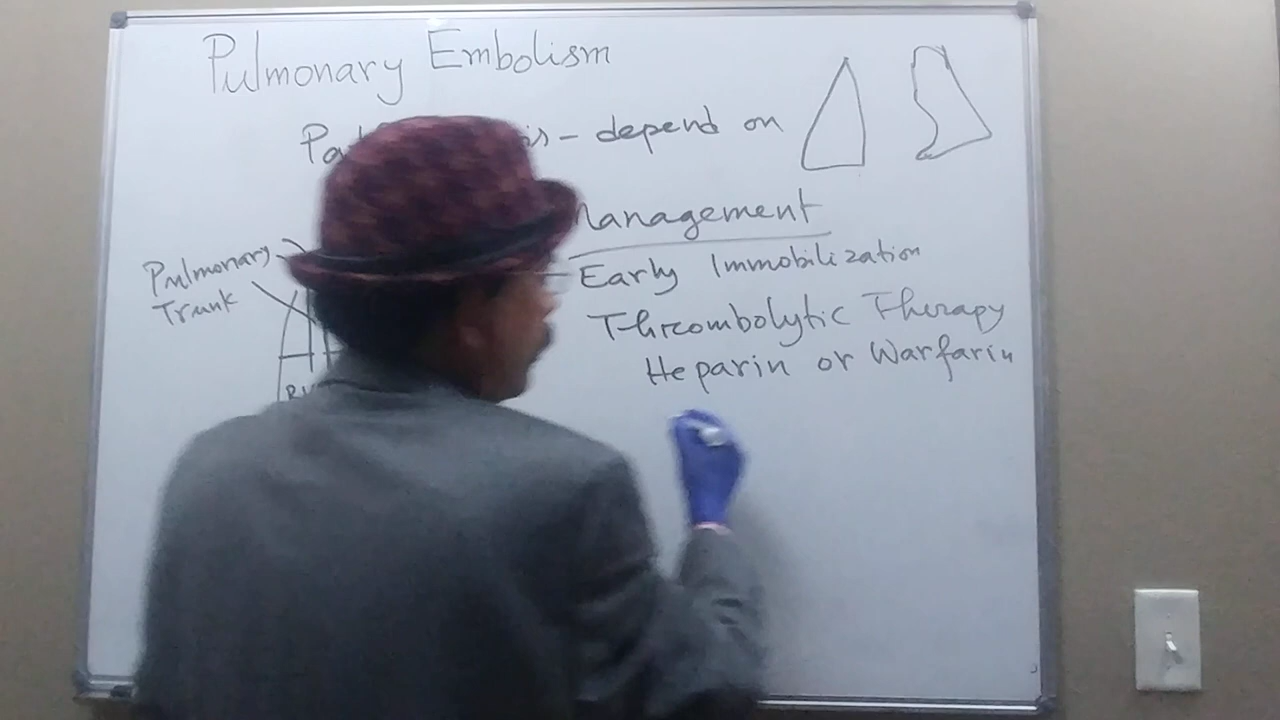 Pulmonary Embolism
depend on
Management
Pulmonary
Trunk
Early Immobilization
Thrombolytic Therapy
Heparin or Warfarin